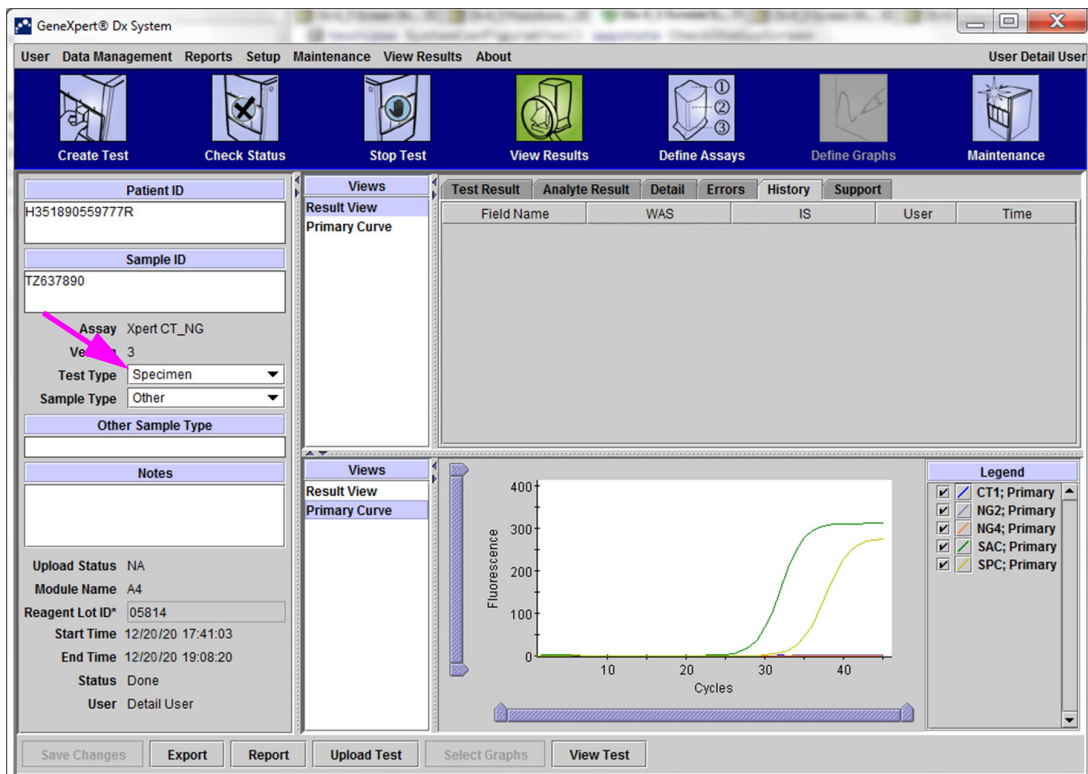 GeneXpert® Dx System
User Data Management Reports Setup Maintenance View Results About User Detail User
Create Test Check Status Stop Test View Results Define Assays Define Graphs Maintenance
Patient ID
H351890559777R
Sample ID
TZ637890
Assay Xpert CT_NG
3
Test Type Specimen
Sample Type Other
Other Sample Type
Notes
Upload Status NA
Module Name A4
Reagent Lot ID* 05814
Start Time 12/20/20 17:41:03
End Time 12/20/20 19:08:20
Status Done
User Detail User
Views
Result View
Primary Curve
Test Result Analyte Result Detail Errors History Support
Field Name WAS IS User Time
Views
Result View
Primary Curve
400
300
200
100
0
Fluorescence
10 20 30 40
Cycles
Legend
CT1; Primary
NG2; Primary
NG4; Primary
SAC; Primary
SPC; Primary
Save Changes Export Report Upload Test Select Graphs View Test